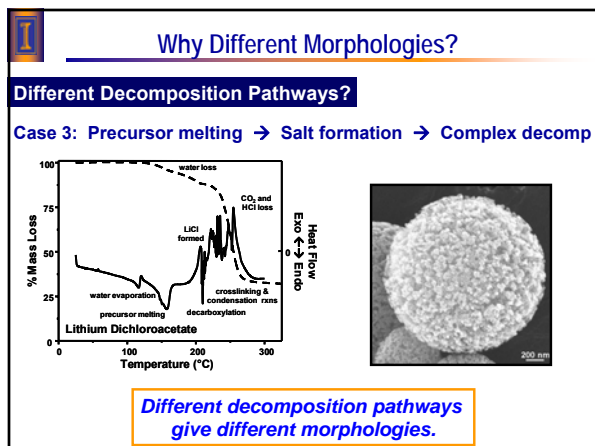 I
Why Different Morphologies?
Different Decomposition Pathways?
Case 3: Precursor melting → Salt formation → Complex decomp
100
75
50
25
0
% Mass Loss
water loss
CO₂ and
HCl loss
LiCl
formed
water evaporation
precursor melting
decarboxylation
crosslinking &
condensation rxns
Lithium Dichloroacetate
0
Heat Flow
Exo <--> Endo
0 100 200 300
Temperature (°C)
200 nm
Different decomposition pathways
give different morphologies.